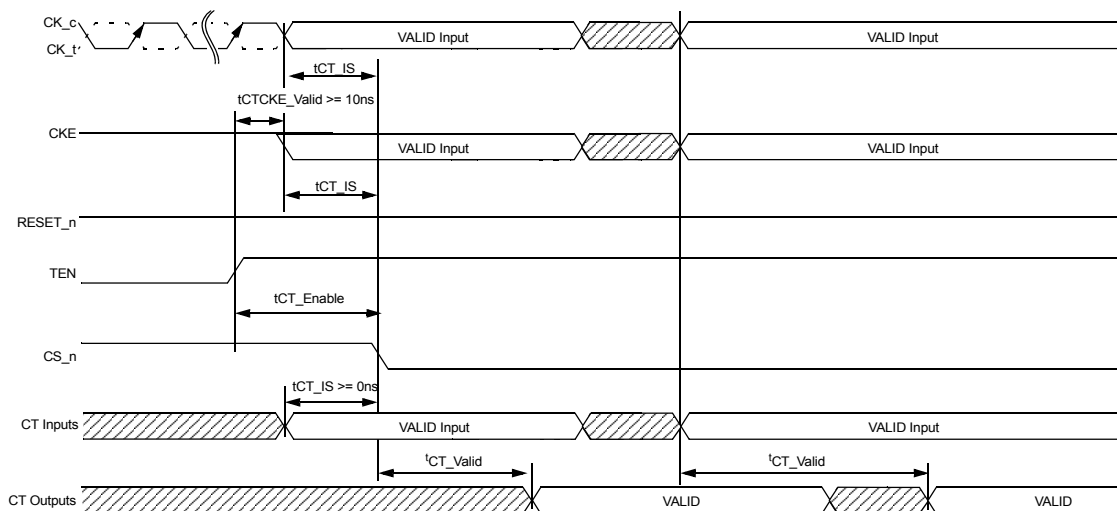 CK_c
VALID Input
VALID Input
CK_t
tCT_IS
tCTCKE_Valid >= 10ns
CKE
VALID Input
VALID Input
tCT_IS
RESET_n
TEN
tCT_Enable
CS_n
tCT_IS >= 0ns
CT Inputs
VALID Input
VALID Input
tCT_Valid
tCT_Valid
CT Outputs
VALID
VALID